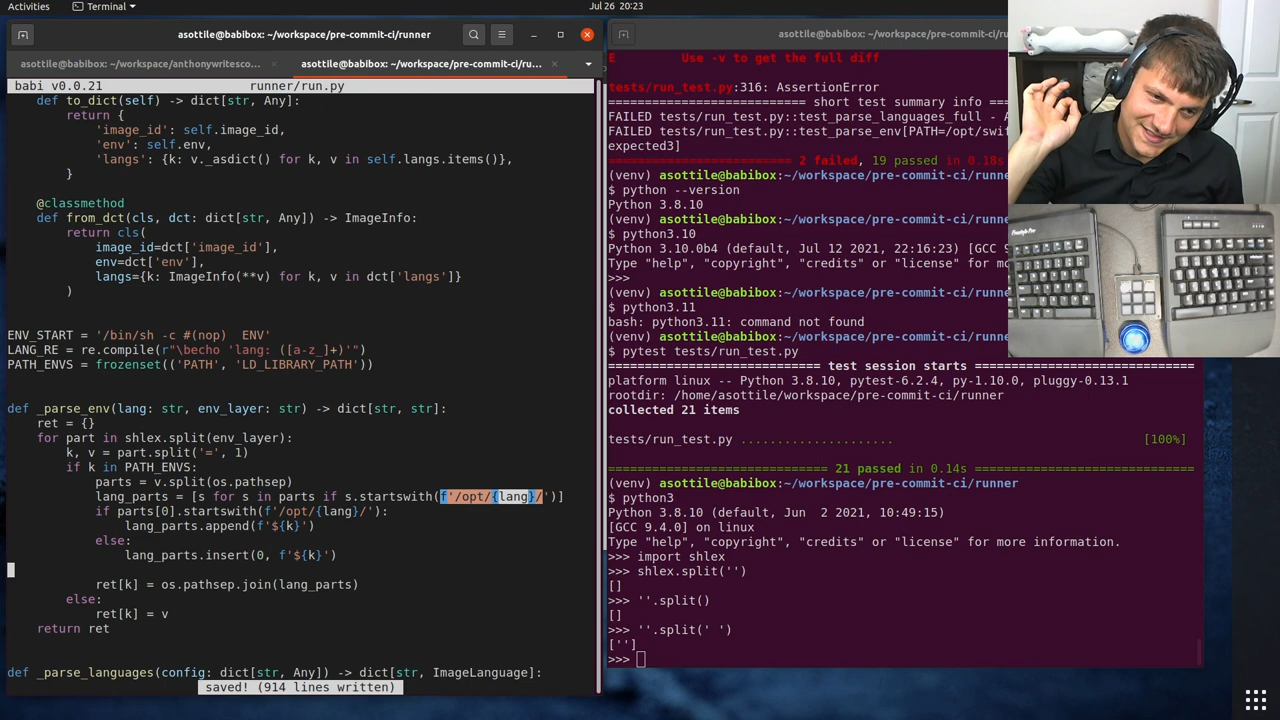 Activities
Terminal
Jul 26 20:23
asottile@babibox: ~/workspace/pre-commit-ci/runner
asottile@babibox: ~/workspace/anthonywritesco...
asottile@babibox: ~/workspace/pre-commit-ci/ru...
babi v0.0.21 runner/run.py
def to_dict(self) -> dict[str, Any]:
return {
'image_id': self.image_id,
'env': self.env,
'langs': {k: v._asdict() for k, v in self.langs.items()},
}
@classmethod
def from_dct(cls, dct: dict[str, Any]) -> ImageInfo:
return cls(
image_id=dct['image_id'],
env=dct['env'],
langs={k: ImageInfo(**v) for k, v in dct['langs']}
)
ENV_START = '/bin/sh -c #(nop)  ENV'
LANG_RE = re.compile(r"\becho 'lang: ([a-z_]+)'")
PATH_ENVS = frozenset(('PATH', 'LD_LIBRARY_PATH'))
def _parse_env(lang: str, env_layer: str) -> dict[str, str]:
ret = {}
for part in shlex.split(env_layer):
k, v = part.split('=', 1)
if k in PATH_ENVS:
parts = v.split(os.pathsep)
lang_parts = [s for s in parts if s.startswith(f'/opt/{lang}/')]
if parts[0].startswith(f'/opt/{lang}/'):
lang_parts.append(f'${k}')
else:
lang_parts.insert(0, f'${k}')
ret[k] = os.pathsep.join(lang_parts)
else:
ret[k] = v
return ret
def _parse_languages(config: dict[str, Any]) -> dict[str, ImageLanguage]:
saved! (914 lines written)
asottile@babibox: ~/workspace/pre-commit-ci/run
E Use -v to get the full diff
tests/run_test.py:316: AssertionError
========================== short test summary info ===
FAILED tests/run_test.py::test_parse_languages_full - A
FAILED tests/run_test.py::test_parse_env[PATH=/opt/swif
expected3]
========================= 2 failed, 19 passed in 0.18s
(venv) asottile@babibox:~/workspace/pre-commit-ci/runne
$ python --version
Python 3.8.10
(venv) asottile@babibox:~/workspace/pre-commit-ci/runne
$ python3.10
Python 3.10.0b4 (default, Jul 12 2021, 22:16:23) [GCC 9
Type "help", "copyright", "credits" or "license" for mo
>>>
(venv) asottile@babibox:~/workspace/pre-commit-ci/runne
$ python3.11
bash: python3.11: command not found
(venv) asottile@babibox:~/workspace/pre-commit-ci/runne
$ pytest tests/run_test.py
============================= test session starts =============================
platform linux -- Python 3.8.10, pytest-6.2.4, py-1.10.0, pluggy-0.13.1
rootdir: /home/asottile/workspace/pre-commit-ci/runner
collected 21 items
tests/run_test.py ..................... [100%]
============================= 21 passed in 0.14s ==============================
(venv) asottile@babibox:~/workspace/pre-commit-ci/runner
$ python3
Python 3.8.10 (default, Jun  2 2021, 10:49:15)
[GCC 9.4.0] on linux
Type "help", "copyright", "credits" or "license" for more information.
>>> import shlex
>>> shlex.split('')
[]
>>> ''.split()
[]
>>> ''.split(' ')
['']
>>>